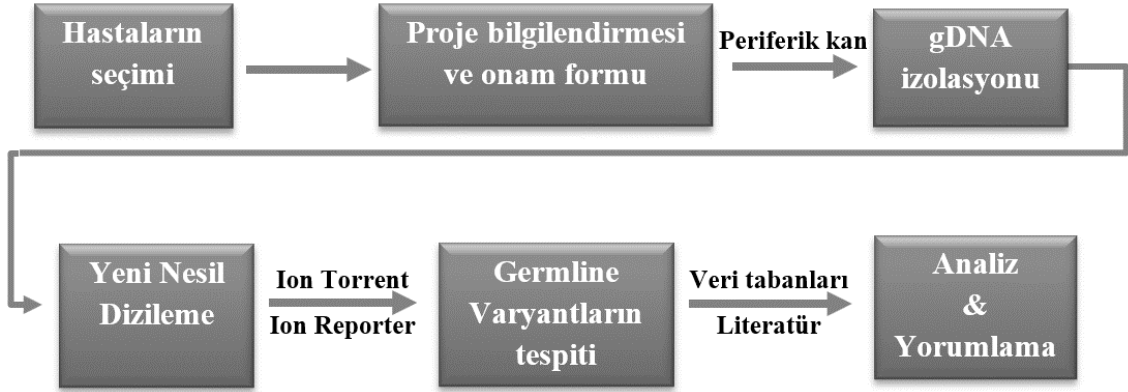 Hastaların
seçimi
Proje bilgilendirmesi
ve onam formu
Periferik kan
gDNA
izolasyonu
Yeni Nesil
Dizileme
Ion Torrent
Ion Reporter
Germline
Varyantların
tespiti
Veri tabanları
Literatür
Analiz
&
Yorumlama